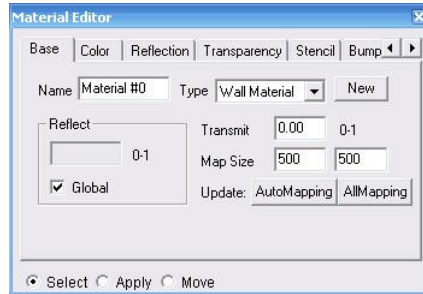 Material Editor
Base Color Reflection Transparency Stencil Bump
Name Material #0 Type Wall Material New
Reflect
0-1
Global
Transmit 0.00 0-1
Map Size 500 500
Update: AutoMapping AllMapping
Select Apply Move